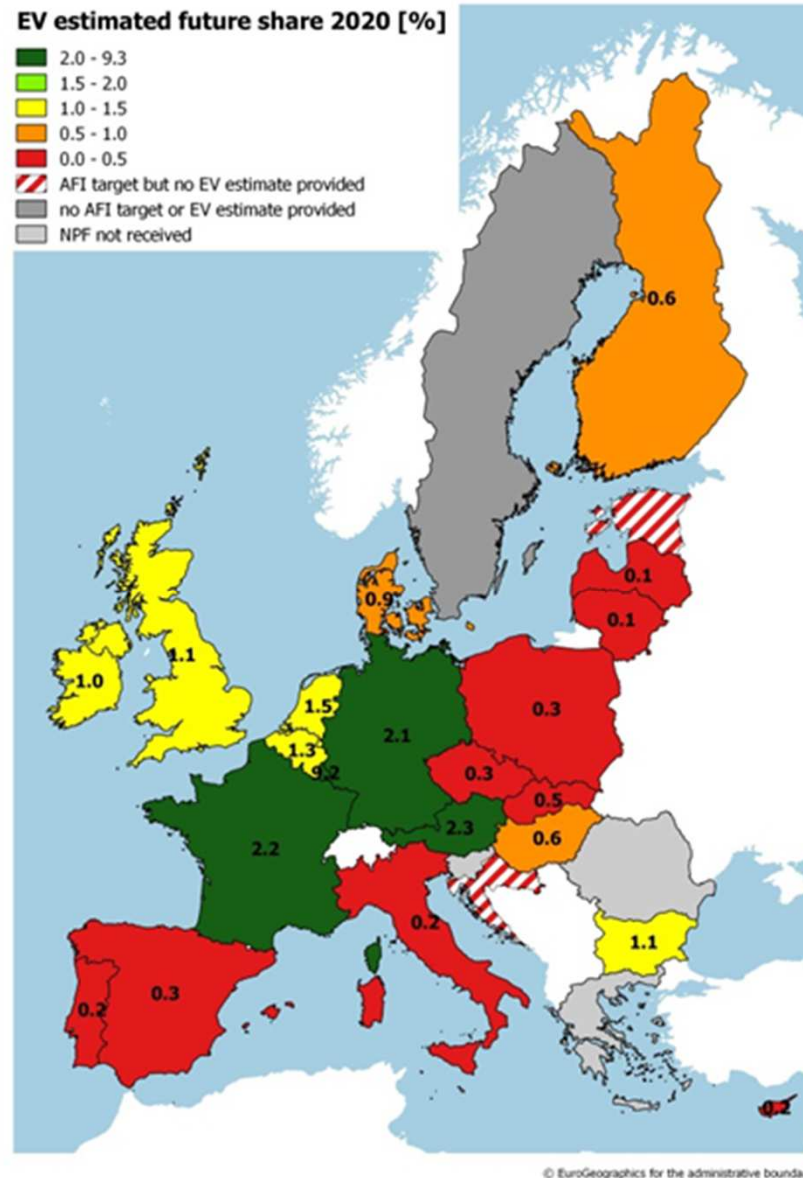 EV estimated future share 2020 [%]
2.0 - 9.3
1.5 - 2.0
1.0 - 1.5
0.5 - 1.0
0.0 - 0.5
AFI target but no EV estimate provided
no AFI target or EV estimate provided
NPF not received
0.6
0.1
0.9
0.1
1.1
1.0
1.5
0.3
2.1
1.3
9.2
0.3
0.5
2.3
0.6
2.2
0.2
1.1
0.3
0.2
0.2
© EuroGeographics for the administrative bounda